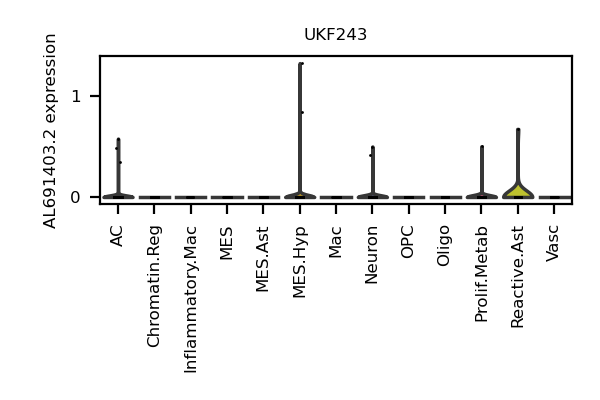 UKF243
AL691403.2 expression
1
0
AC
Chromatin.Reg
Inflammatory.Mac
MES
MES.Ast
MES.Hyp
Mac
Neuron
OPC
Oligo
Prolif.Metab
Reactive.Ast
Vasc